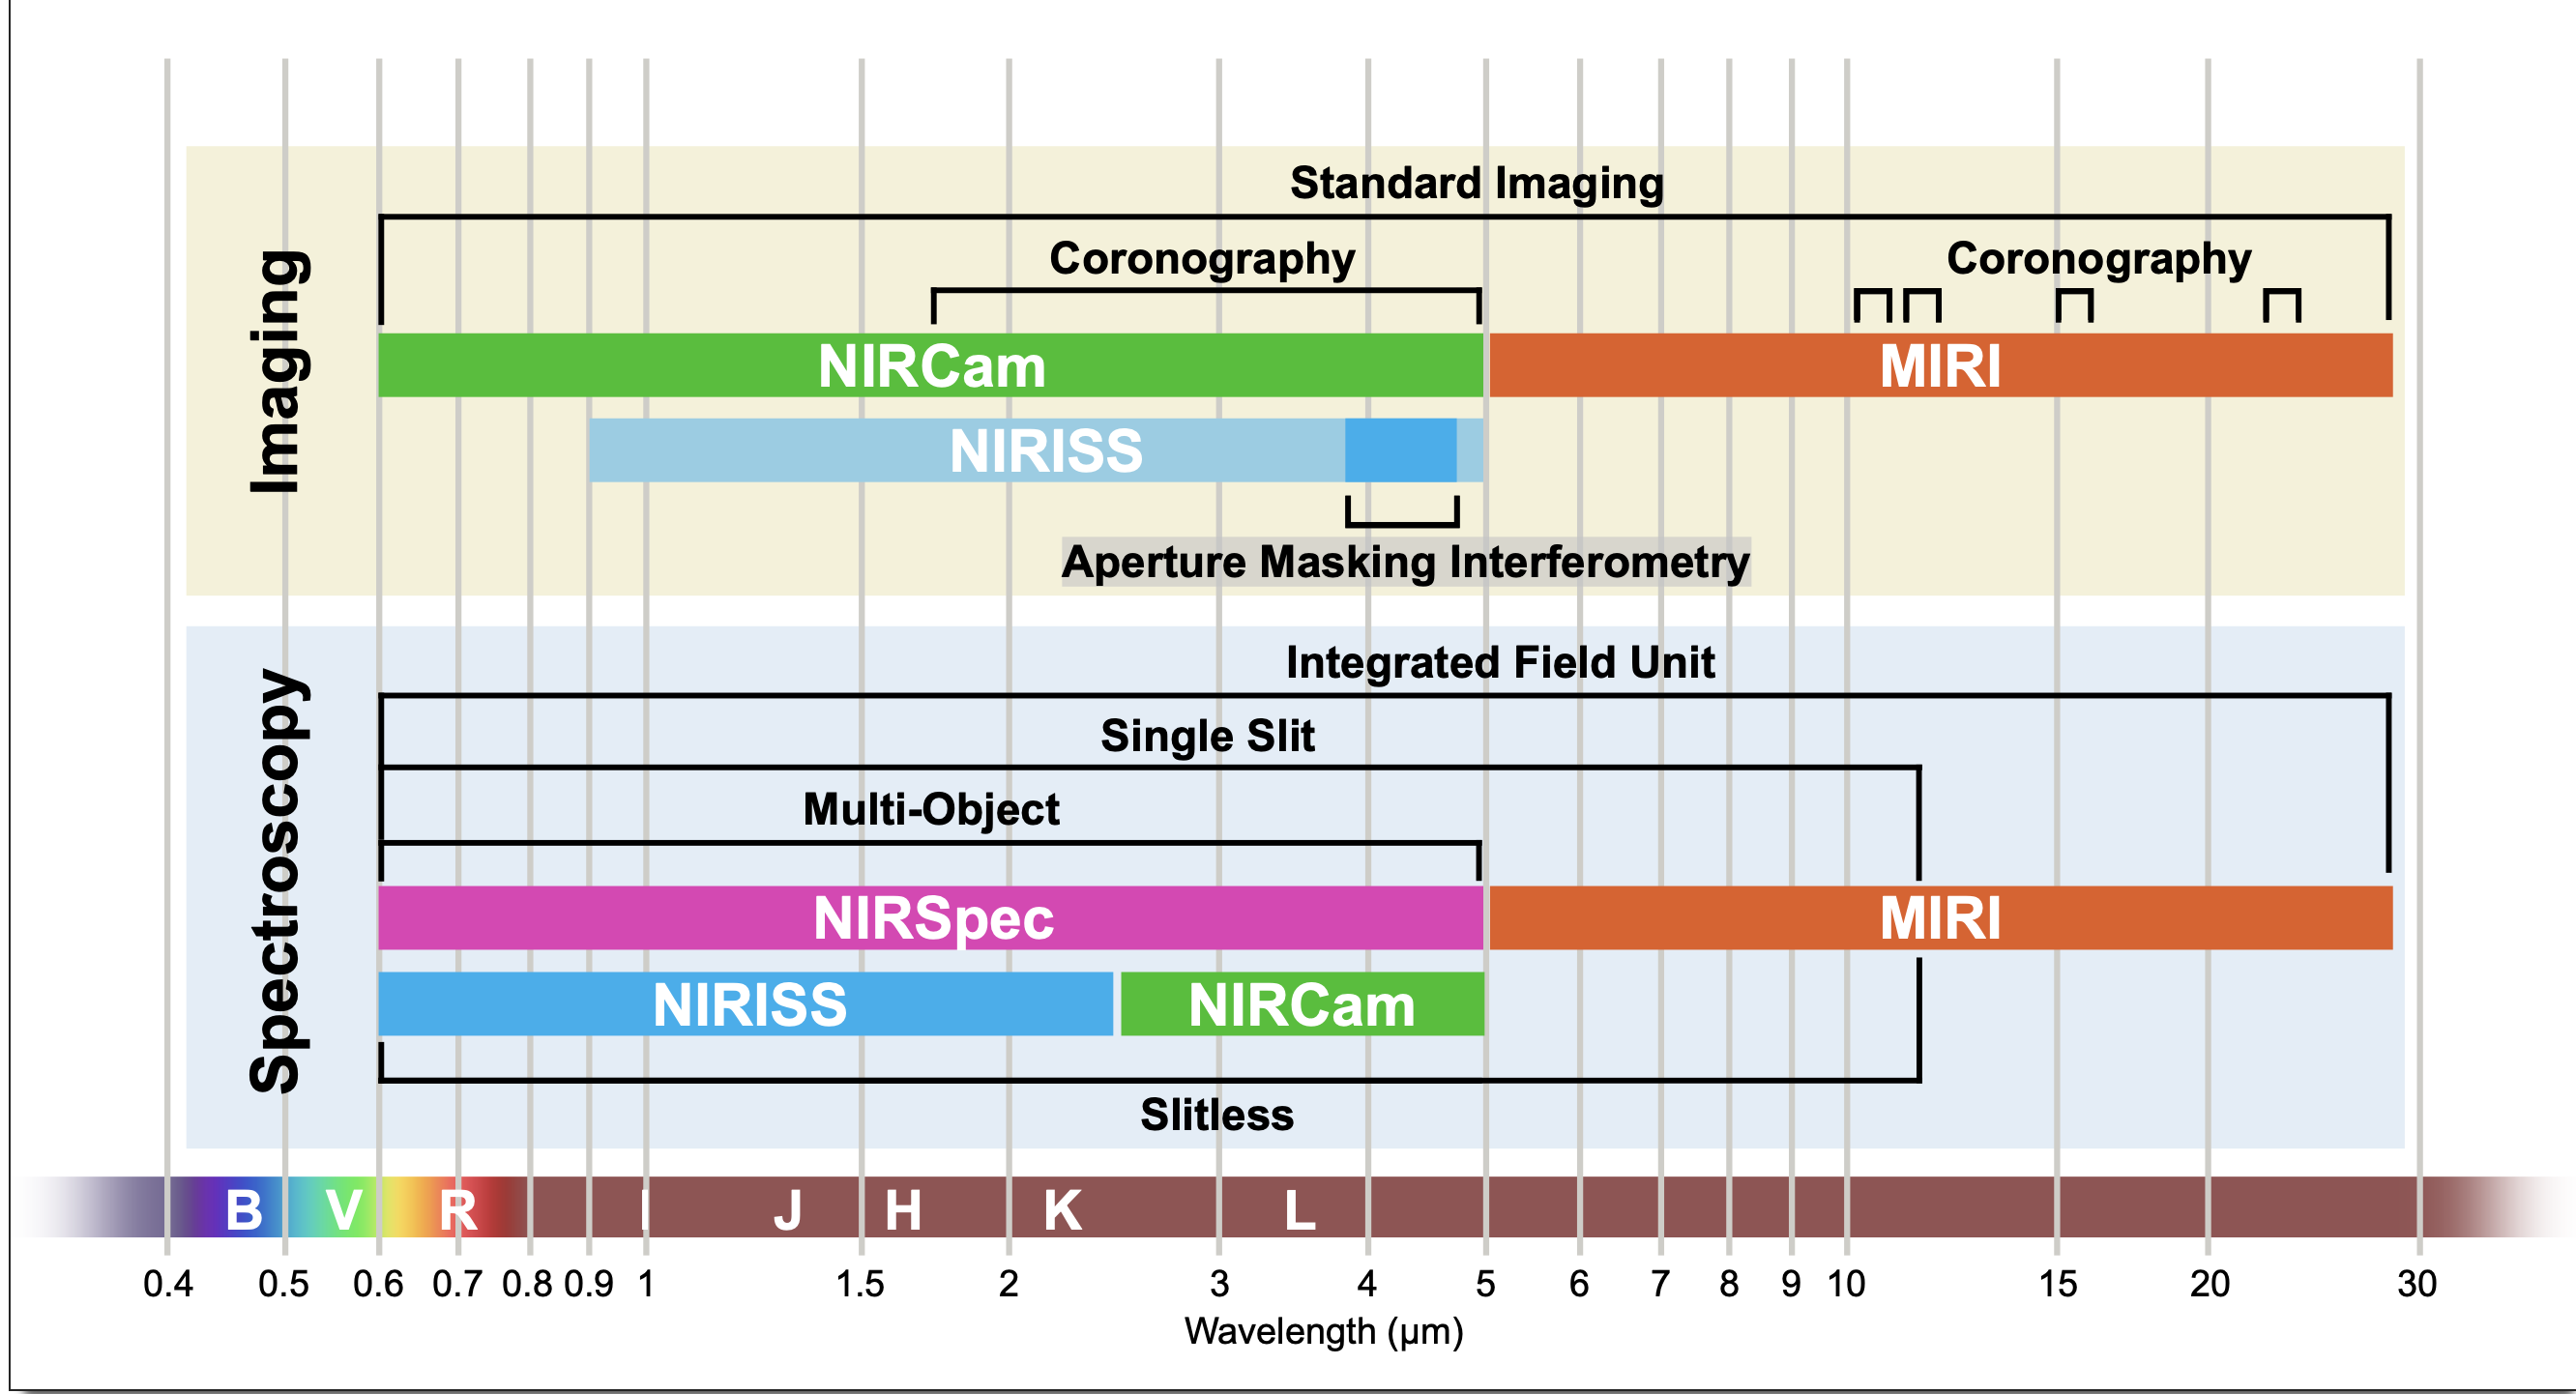 Imaging
Standard Imaging
Coronography
Coronography
NIRCam
MIRI
NIRISS
Aperture Masking Interferometry
Spectroscopy
Integrated Field Unit
Single Slit
Multi-Object
NIRSpec
MIRI
NIRISS
NIRCam
Slitless
B V R I J H K L
0.4 0.5 0.6 0.7 0.8 0.9 1 1.5 2 3 4 5 6 7 8 9 10 15 20 30
Wavelength (µm)